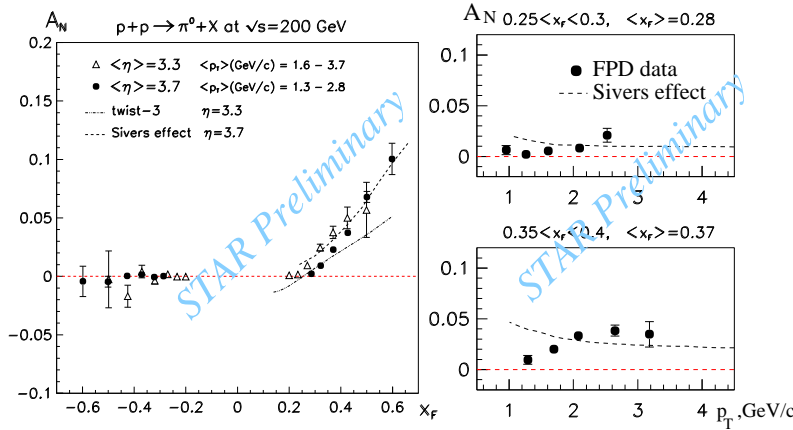 A_N
p+p → π⁰+X at √s=200 GeV
△ <η>=3.3 <p_T>(GeV/c) = 1.6 – 3.7
● <η>=3.7 <p_T>(GeV/c) = 1.3 – 2.8
twist–3 η=3.3
Sivers effect η=3.7
0.2
0.15
0.1
0.05
0
−0.05
−0.1
−0.6 −0.4 −0.2 0 0.2 0.4 0.6 x_F
STAR Preliminary
A_N 0.25<x_F<0.3, <x_F>=0.28
FPD data
Sivers effect
0.1
0.05
0
1 2 3 4
STAR Preliminary
0.35<x_F<0.4, <x_F>=0.37
0.1
0.05
0
1 2 3 4 p_T ,GeV/c